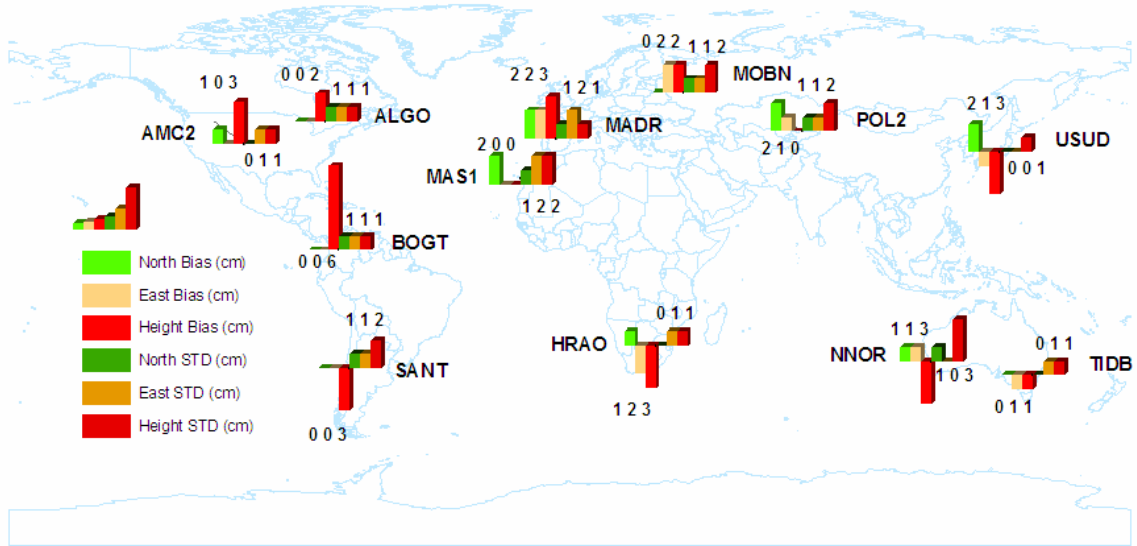 0 2 2
1 1 2
MOBN
1 0 3
0 0 2
1 1 1
ALGO
AMC2
0 1 1
2 2 3
1 2 1
MADR
1 1 2
POL2
2 1 0
2 1 3
USUD
0 0 1
2 0 0
MAS1
1 2 2
1 1 1
BOGT
0 0 6
North Bias (cm)
East Bias (cm)
Height Bias (cm)
North STD (cm)
East STD (cm)
Height STD (cm)
1 1 2
SANT
0 0 3
0 1 1
HRAO
1 2 3
1 1 3
NNOR
1 0 3
0 1 1
TIDB
0 1 1